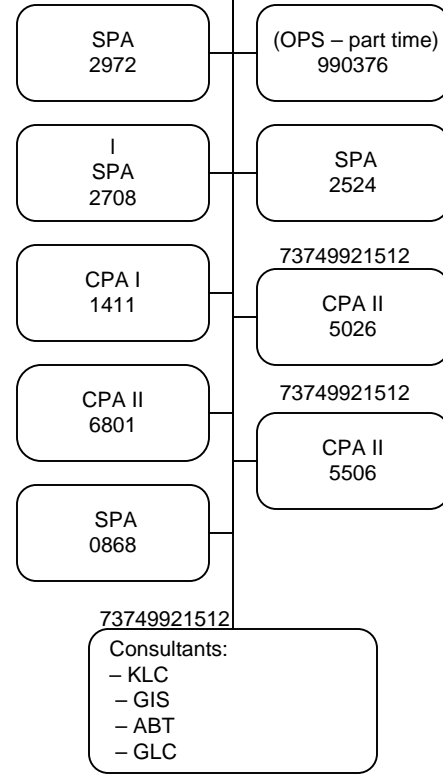 SPA
2972
(OPS – part time)
990376
I
SPA
2708
SPA
2524
CPA I
1411
73749921512
CPA II
5026
CPA II
6801
73749921512
CPA II
5506
SPA
0868
73749921512
Consultants:
– KLC
– GIS
– ABT
– GLC